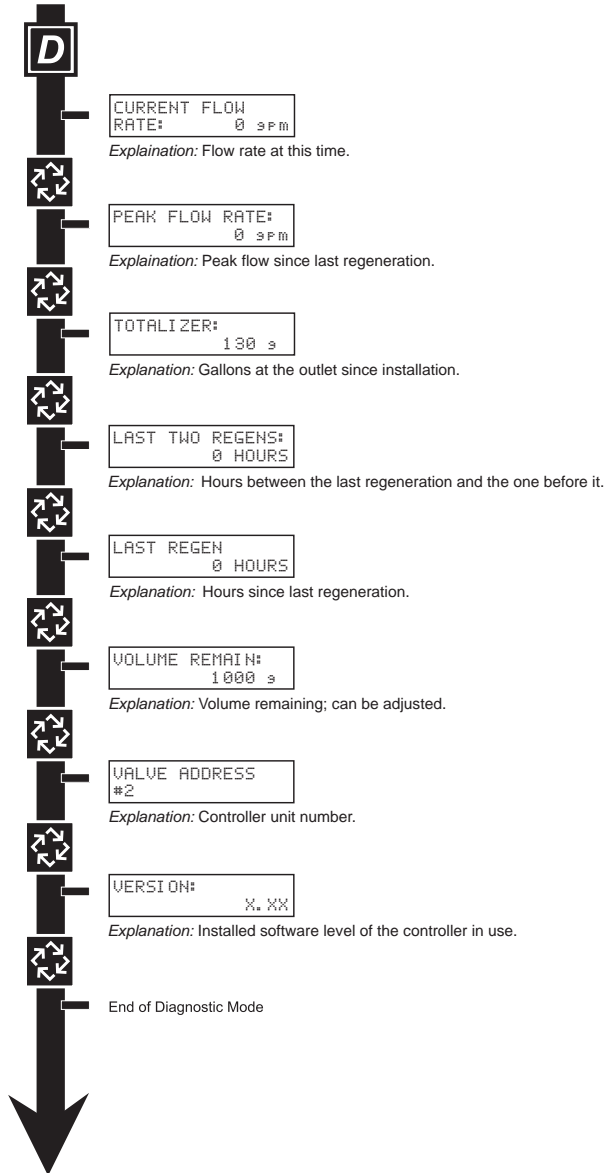 D
CURRENT FLOW
RATE: 0 gpm
Explaination: Flow rate at this time.
PEAK FLOW RATE:
0 gpm
Explaination: Peak flow since last regeneration.
TOTALIZER:
130 g
Explanation: Gallons at the outlet since installation.
LAST TWO REGENS:
0 HOURS
Explanation: Hours between the last regeneration and the one before it.
LAST REGEN
0 HOURS
Explanation: Hours since last regeneration.
VOLUME REMAIN:
1000 g
Explanation: Volume remaining; can be adjusted.
VALVE ADDRESS
#2
Explanation: Controller unit number.
VERSION:
X.XX
Explanation: Installed software level of the controller in use.
End of Diagnostic Mode